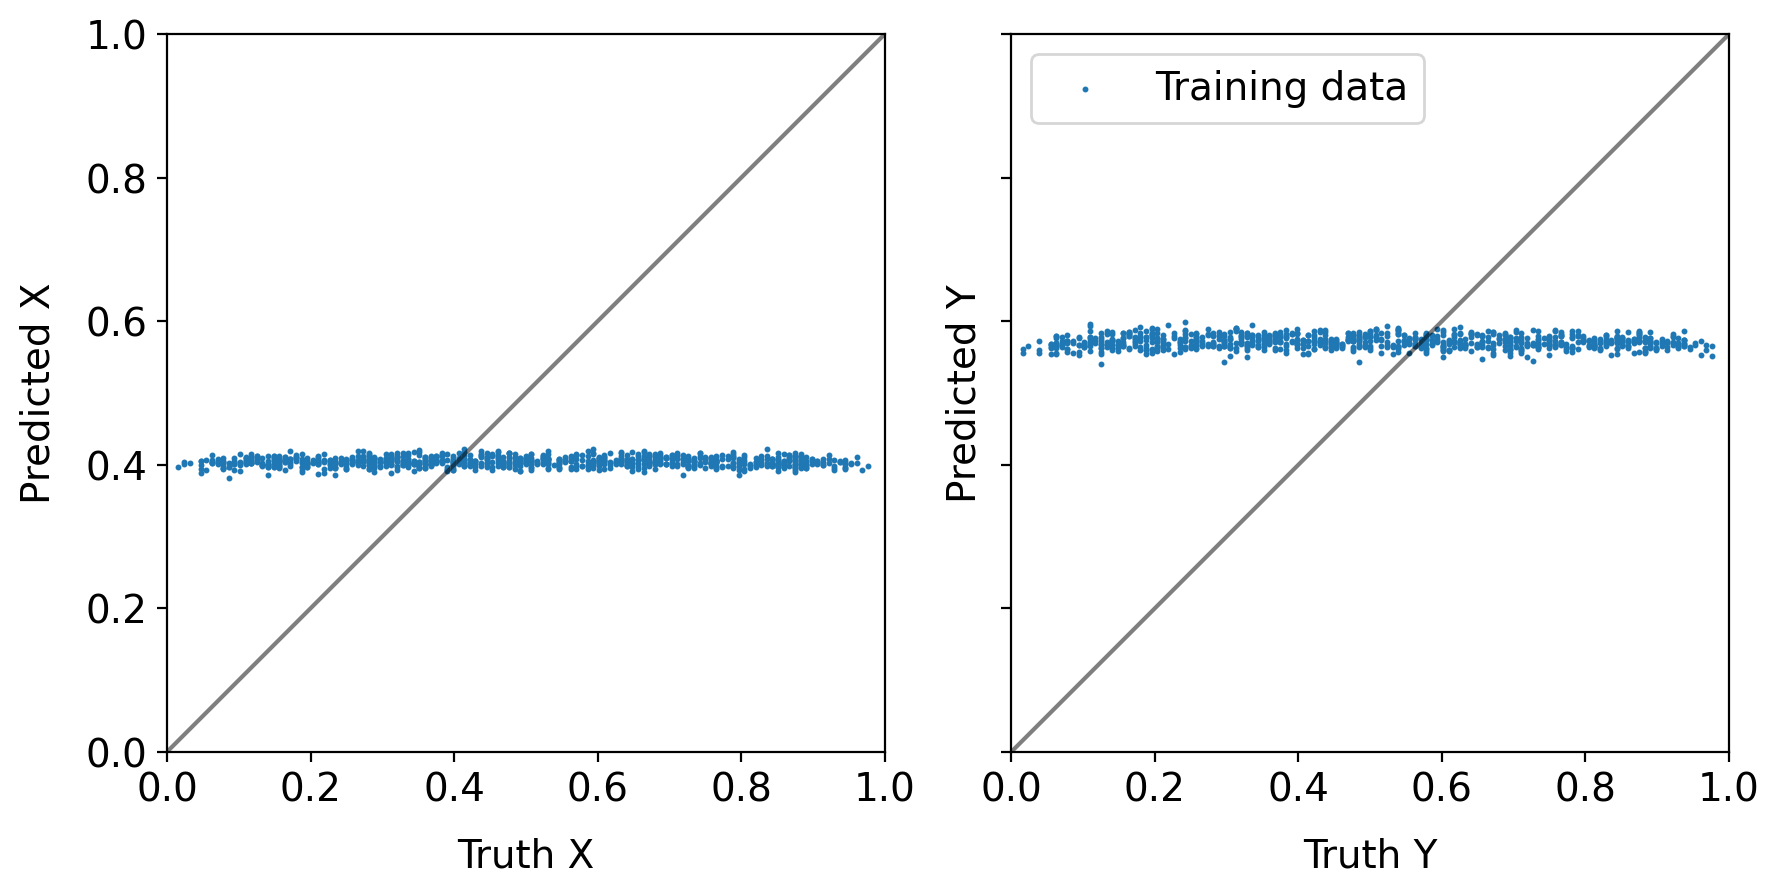 1.0
0.8
0.6
0.4
0.2
0.0
Predicted X
0.0 0.2 0.4 0.6 0.8 1.0
Truth X
Training data
Predicted Y
0.0 0.2 0.4 0.6 0.8 1.0
Truth Y